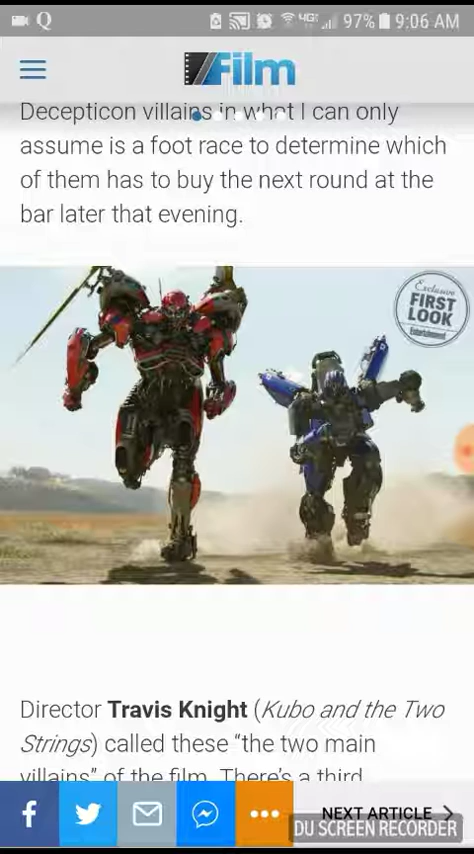 Q 4G 97% 9:06 AM
/Film
Decepticon villains in what I can only
assume is a foot race to determine which
of them has to buy the next round at the
bar later that evening.
Exclusive
FIRST
LOOK
Entertainment
Director Travis Knight (Kubo and the Two
Strings) called these “the two main
villains” of the film. There's a third
NEXT ARTICLE >
DU SCREEN RECORDER